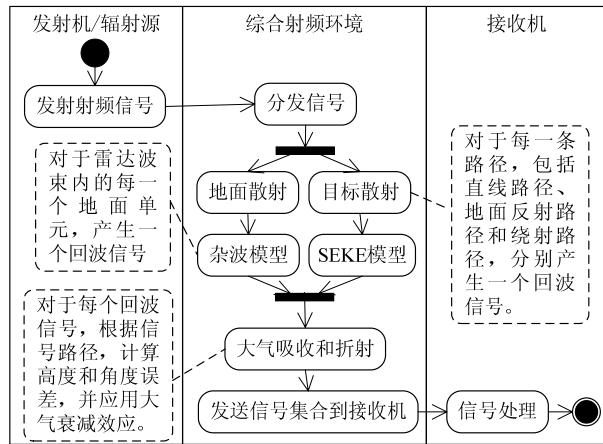 发射机/辐射源
综合射频环境
接收机
发射射频信号
分发信号
对于雷达波
束内的每一
个地面单
元，产生一
个回波信号
地面散射
目标散射
对于每一条
路径，包括
直线路径、
地面反射路
径和绕射路
径，分别产
生一个回波
信号。
杂波模型
SEKE模型
对于每个回波
信号，根据信
号路径，计算
高度和角度误
差，并应用大
气衰减效应。
大气吸收和折射
发送信号集合到接收机
信号处理